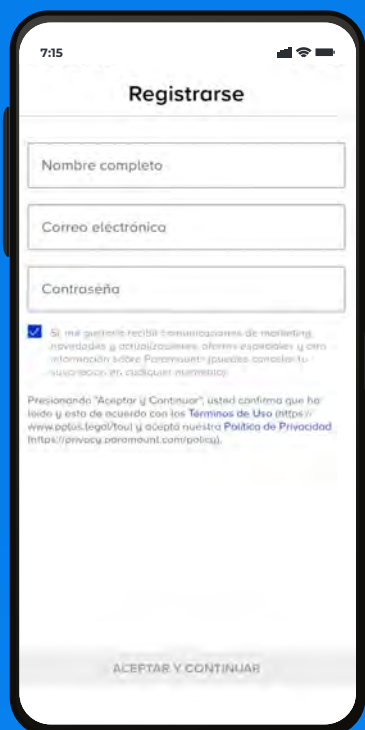 7:15
Registrarse
Nombre completo
Correo electrónico
Contraseña
Sí, me gustaría recibir comunicaciones de marketing,
novedades y actualizaciones, ofertas especiales y otra
información sobre Paramount+ (puedes cancelar tu
suscripción en cualquier momento)
Presionando "Aceptar y Continuar", usted confirma que ha
leído y esta de acuerdo con los Términos de Uso (https://
www.pplus.legal/tou) y acepta nuestra Política de Privacidad
(https://privacy.paramount.com/policy).
ACEPTAR Y CONTINUAR